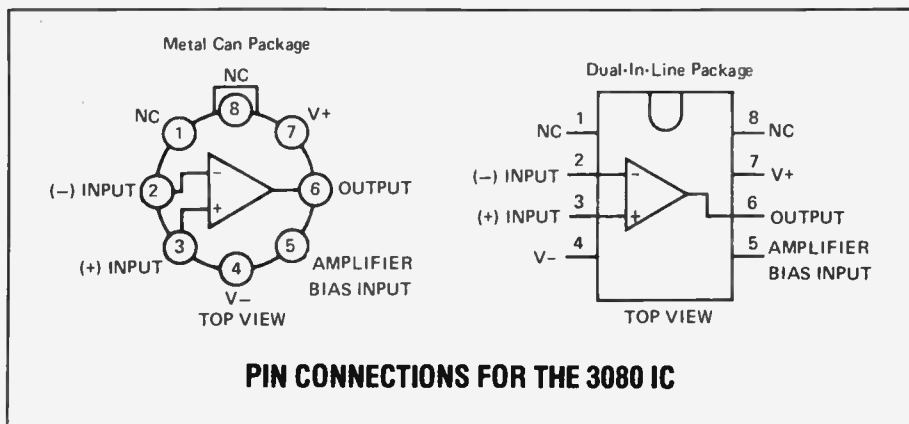 Metal Can Package
NC
8
NC
1
V+
7
(−) INPUT
2
−
6
OUTPUT
+
3
(+) INPUT
5
AMPLIFIER
BIAS INPUT
4
V−
TOP VIEW
Dual-In-Line Package
1
NC
8
NC
2
(−) INPUT
−
7
V+
3
(+) INPUT
+
6
OUTPUT
4
V−
5
AMPLIFIER
BIAS INPUT
TOP VIEW
PIN CONNECTIONS FOR THE 3080 IC